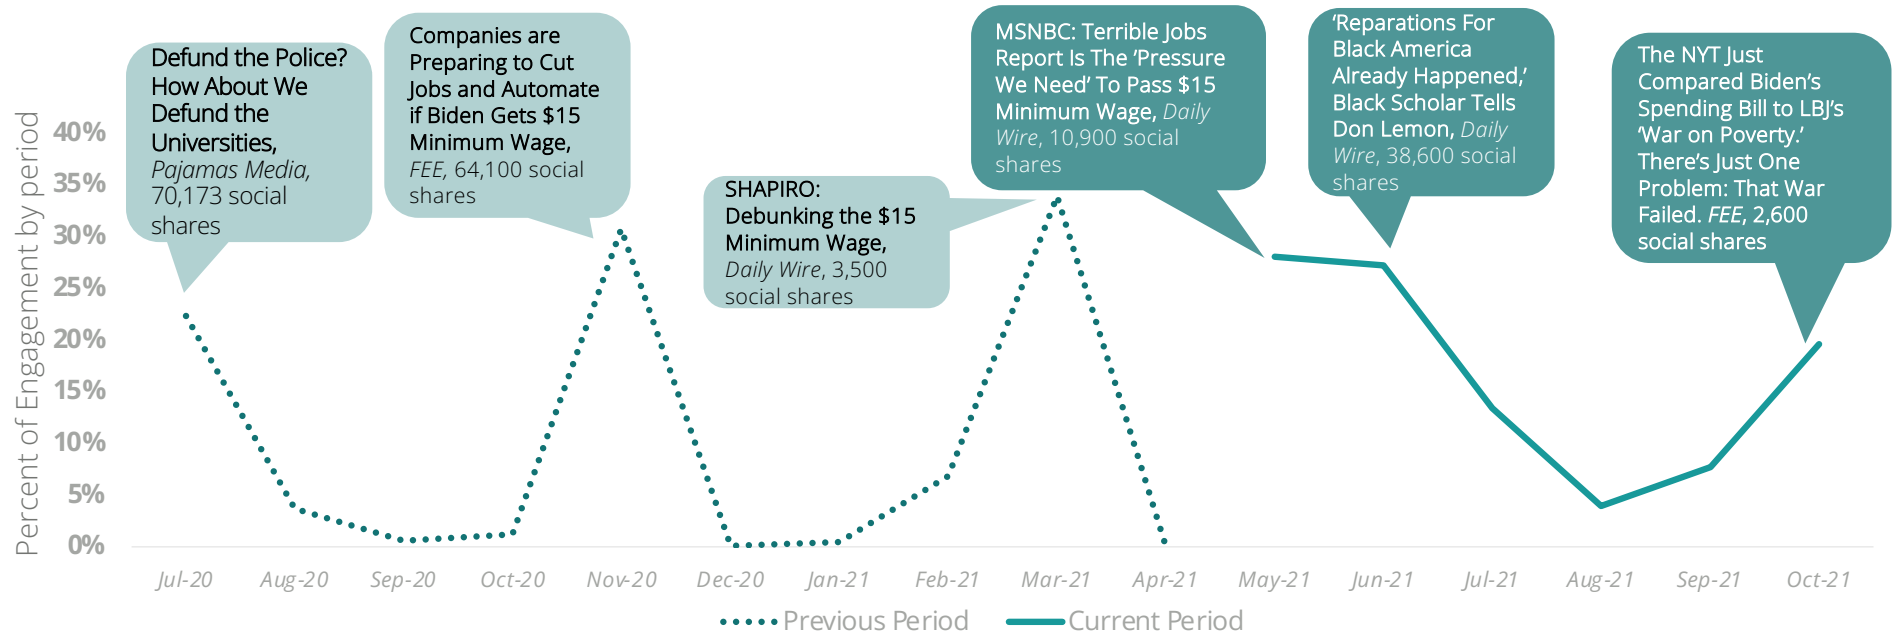 Defund the Police?
How About We
Defund the
Universities,
Pajamas Media,
70,173 social
shares
Companies are
Preparing to Cut
Jobs and Automate
if Biden Gets $15
Minimum Wage,
FEE, 64,100 social
shares
SHAPIRO:
Debunking the $15
Minimum Wage,
Daily Wire, 3,500
social shares
MSNBC: Terrible Jobs
Report Is The ‘Pressure
We Need’ To Pass $15
Minimum Wage, Daily
Wire, 10,900 social
shares
‘Reparations For
Black America
Already Happened,’
Black Scholar Tells
Don Lemon, Daily
Wire, 38,600 social
shares
The NYT Just
Compared Biden’s
Spending Bill to LBJ’s
‘War on Poverty.’
There’s Just One
Problem: That War
Failed. FEE, 2,600
social shares
Percent of Engagement by period
40%
35%
30%
25%
20%
15%
10%
5%
0%
Jul-20 Aug-20 Sep-20 Oct-20 Nov-20 Dec-20 Jan-21 Feb-21 Mar-21 Apr-21 May-21 Jun-21 Jul-21 Aug-21 Sep-21 Oct-21
Previous Period Current Period